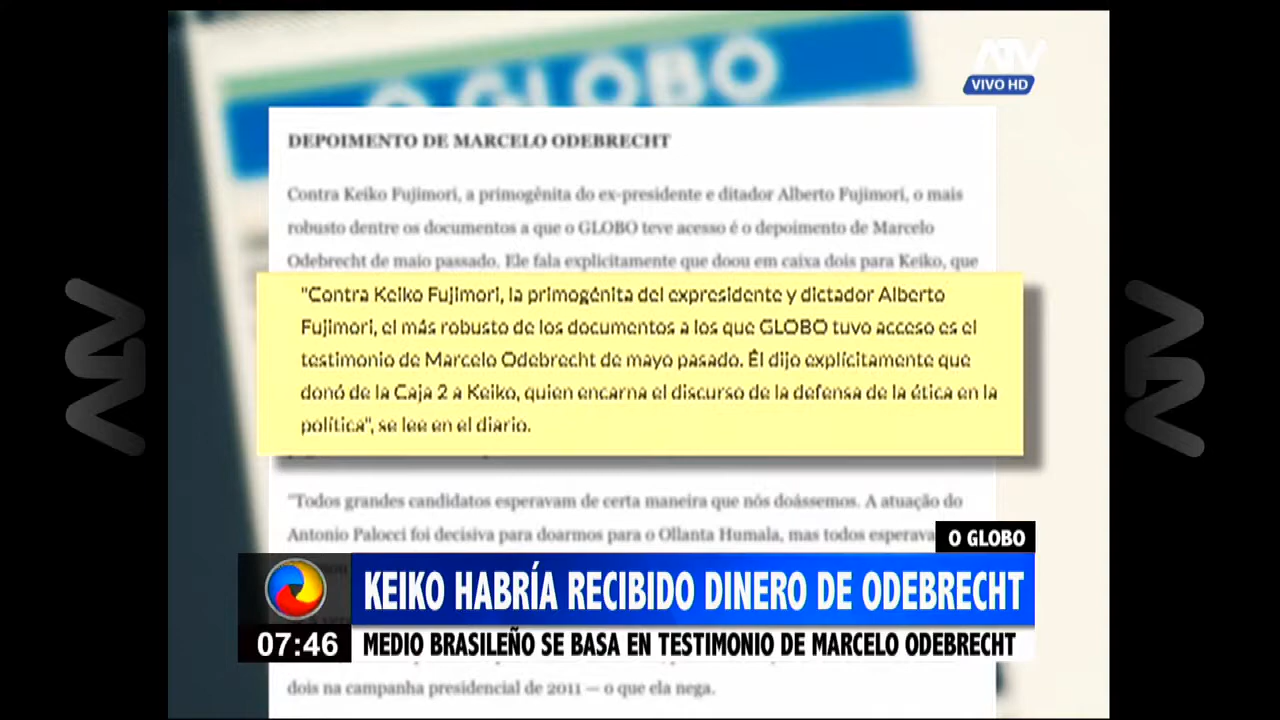 O GLOBO
ATV
VIVO HD
DEPOIMENTO DE MARCELO ODEBRECHT
Contra Keiko Fujimori, a primogênita do ex-presidente e ditador Alberto Fujimori, o mais
robusto dentre os documentos a que o GLOBO teve acesso é o depoimento de Marcelo
Odebrecht de maio passado. Ele fala explicitamente que doou em caixa dois para Keiko, que
"Contra Keiko Fujimori, la primogénita del expresidente y dictador Alberto
Fujimori, el más robusto de los documentos a los que GLOBO tuvo acceso es el
testimonio de Marcelo Odebrecht de mayo pasado. Él dijo explícitamente que
donó de la Caja 2 a Keiko, quien encarna el discurso de la defensa de la ética en la
política", se lee en el diario.
"Todos grandes candidatos esperavam de certa maneira que nós doássemos. A atuação do
Antonio Palocci foi decisiva para doarmos para o Ollanta Humala, mas todos
O GLOBO
KEIKO HABRÍA RECIBIDO DINERO DE ODEBRECHT
07:46
MEDIO BRASILEÑO SE BASA EN TESTIMONIO DE MARCELO ODEBRECHT
dois na campanha presidencial de 2011 — o que ela nega.